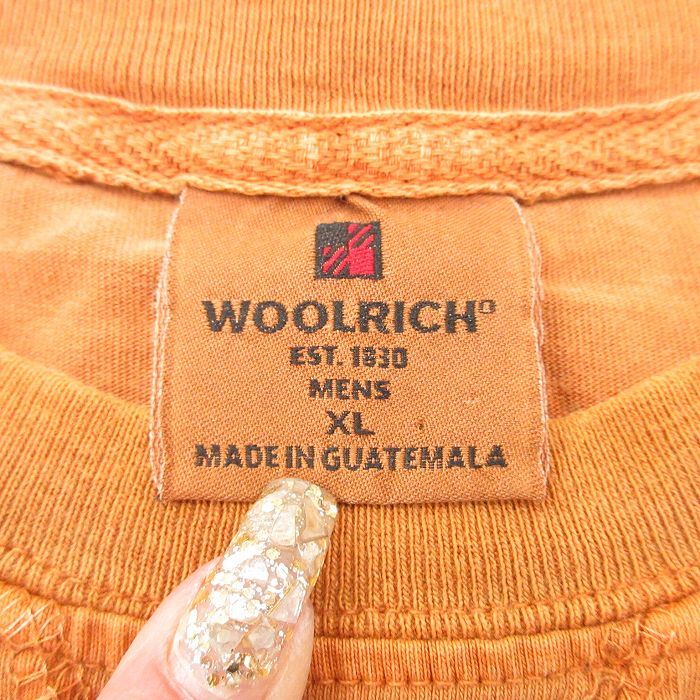 WOOLRICH®
EST. 1830
MENS
XL
MADE IN GUATEMALA